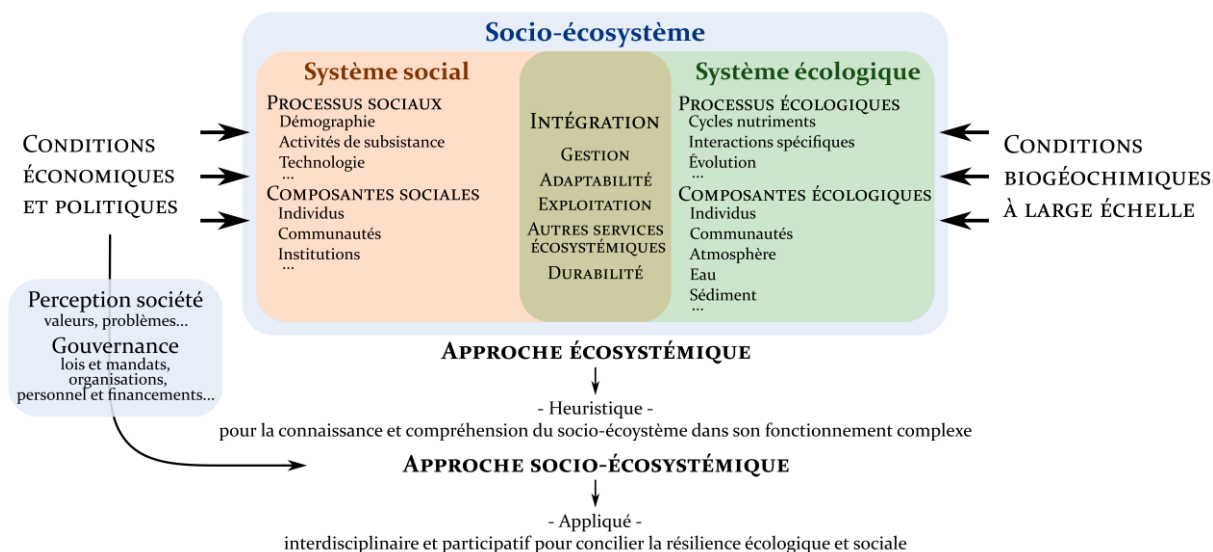 Socio-écosystème
Système social
PROCESSUS SOCIAUX
Démographie
Activités de subsistance
Technologie
...
COMPOSANTES SOCIALES
Individus
Communautés
Institutions
...
INTÉGRATION
GESTION
ADAPTABILITÉ
EXPLOITATION
AUTRES SERVICES
ÉCOSYSTÉMIQUES
DURABILITÉ
Système écologique
PROCESSUS ÉCOLOGIQUES
Cycles nutriments
Interactions spécifiques
Évolution
...
COMPOSANTES ÉCOLOGIQUES
Individus
Communautés
Atmosphère
Eau
Sédiment
...
CONDITIONS
ÉCONOMIQUES
ET POLITIQUES
CONDITIONS
BIOGÉOCHIMIQUES
À LARGE ÉCHELLE
Perception société
valeurs, problèmes...
Gouvernance
lois et mandats,
organisations,
personnel et financements...
APPROCHE ÉCOSYSTÉMIQUE
- Heuristique -
pour la connaissance et compréhension du socio-écoystème dans son fonctionnement complexe
APPROCHE SOCIO-ÉCOSYSTÉMIQUE
- Appliqué -
interdisciplinaire et participatif pour concilier la résilience écologique et sociale